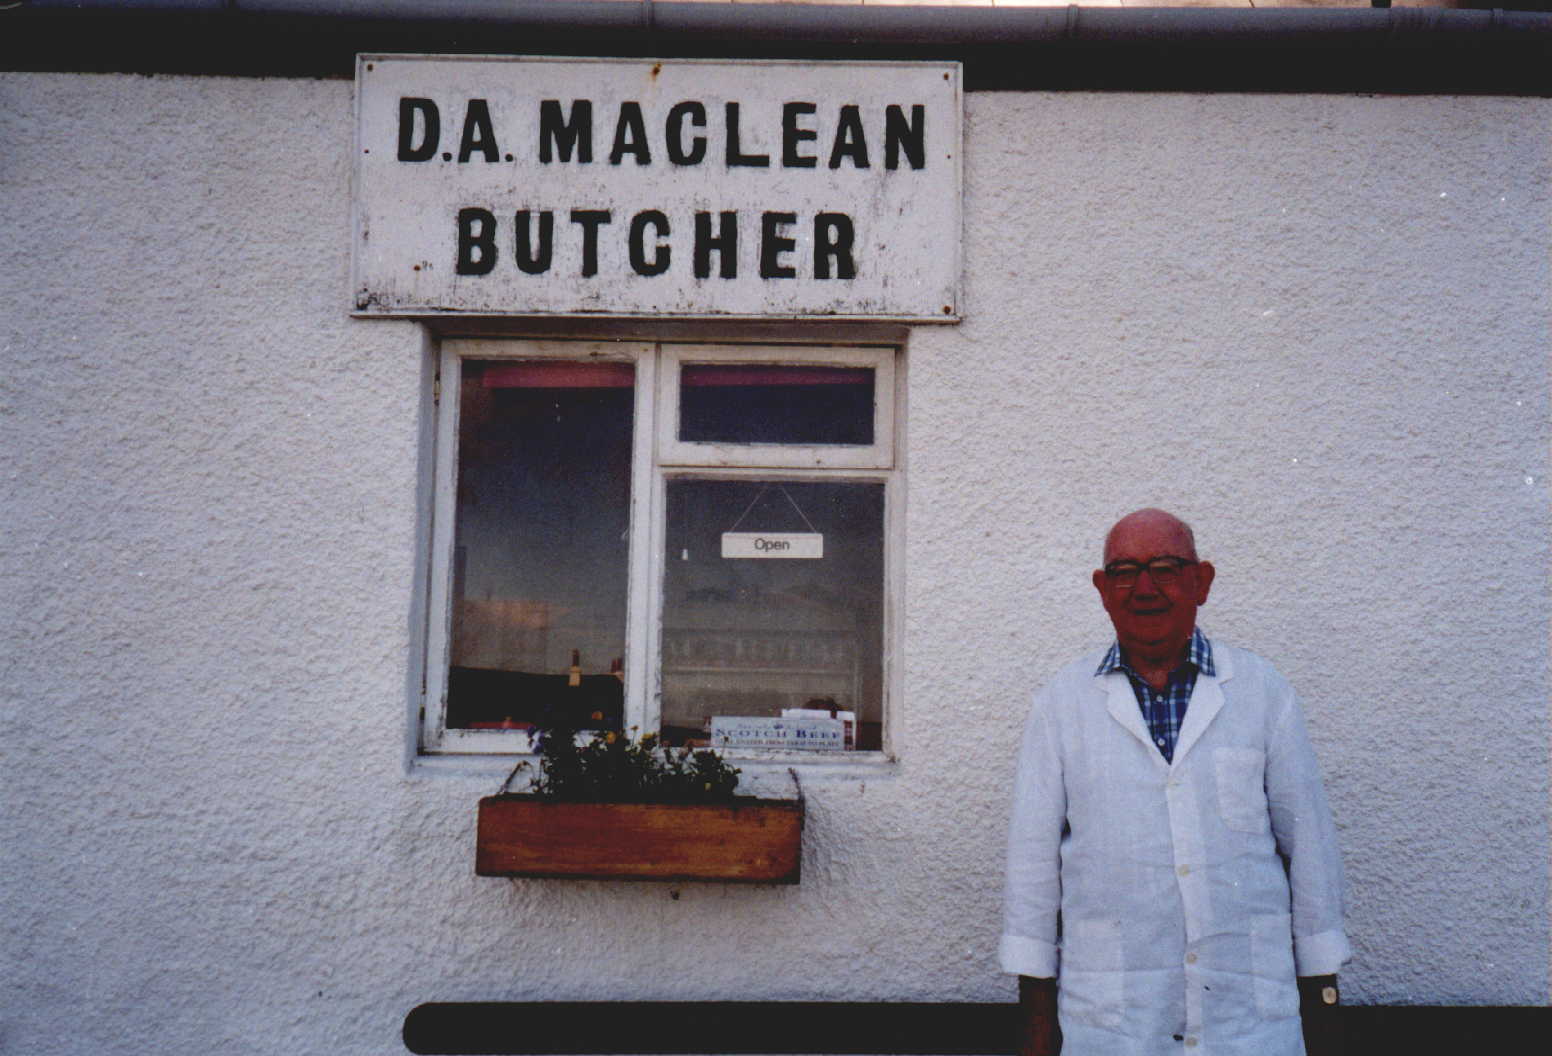 D.A. MACLEAN
BUTCHER
Open
SCOTCH BEEF